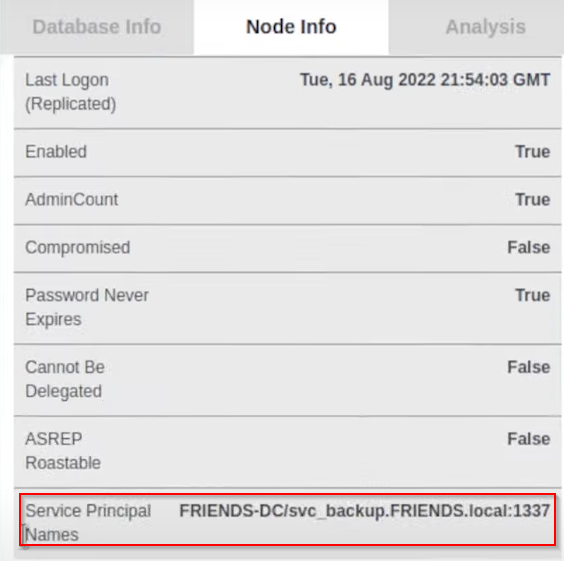 Database Info Node Info Analysis
Last Logon Tue, 16 Aug 2022 21:54:03 GMT
(Replicated)
Enabled True
AdminCount True
Compromised False
Password Never True
Expires
Cannot Be False
Delegated
ASREP False
Roastable
Service Principal FRIENDS-DC/svc_backup.FRIENDS.local:1337
Names